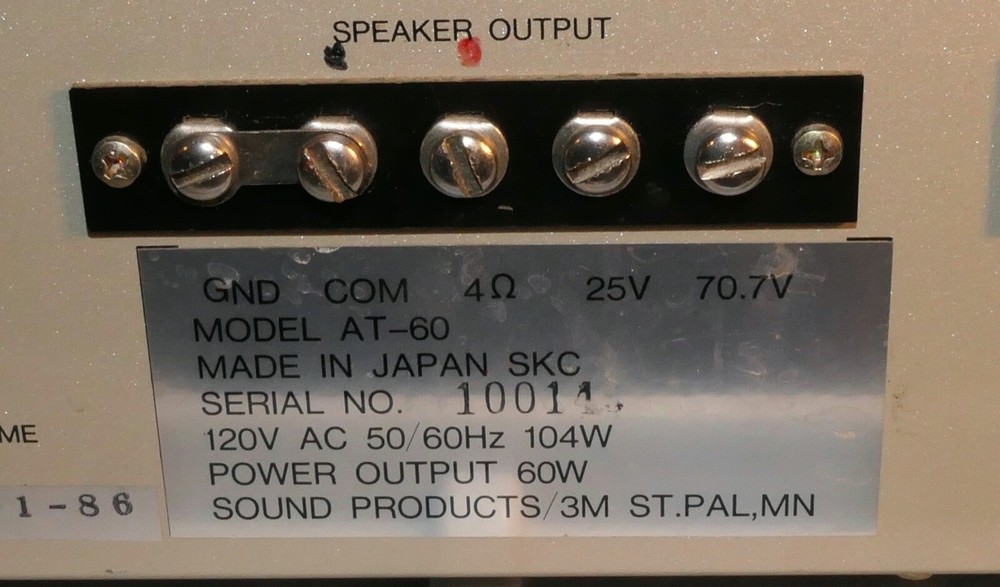 SPEAKER OUTPUT
GND COM 4Ω 25V 70.7V
MODEL AT-60
MADE IN JAPAN SKC
SERIAL NO.
120V AC 50/60Hz 104W
POWER OUTPUT 60W
SOUND PRODUCTS/3M ST.PAL,MN
ME
1-86